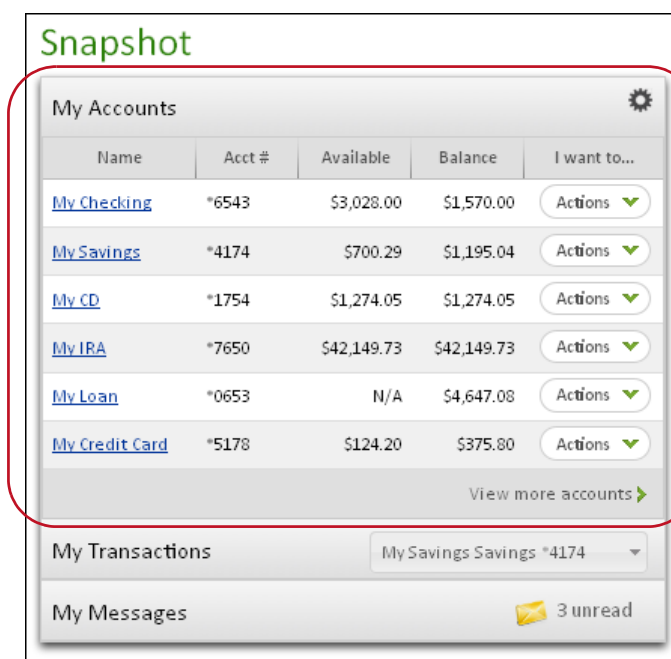 Snapshot
My Accounts
Name Acct # Available Balance I want to...
My Checking *6543 $3,028.00 $1,570.00 Actions
My Savings *4174 $700.29 $1,195.04 Actions
My CD *1754 $1,274.05 $1,274.05 Actions
My IRA *7650 $42,149.73 $42,149.73 Actions
My Loan *0653 N/A $4,647.08 Actions
My Credit Card *5178 $124.20 $375.80 Actions
View more accounts
My Transactions My Savings Savings *4174
My Messages 3 unread